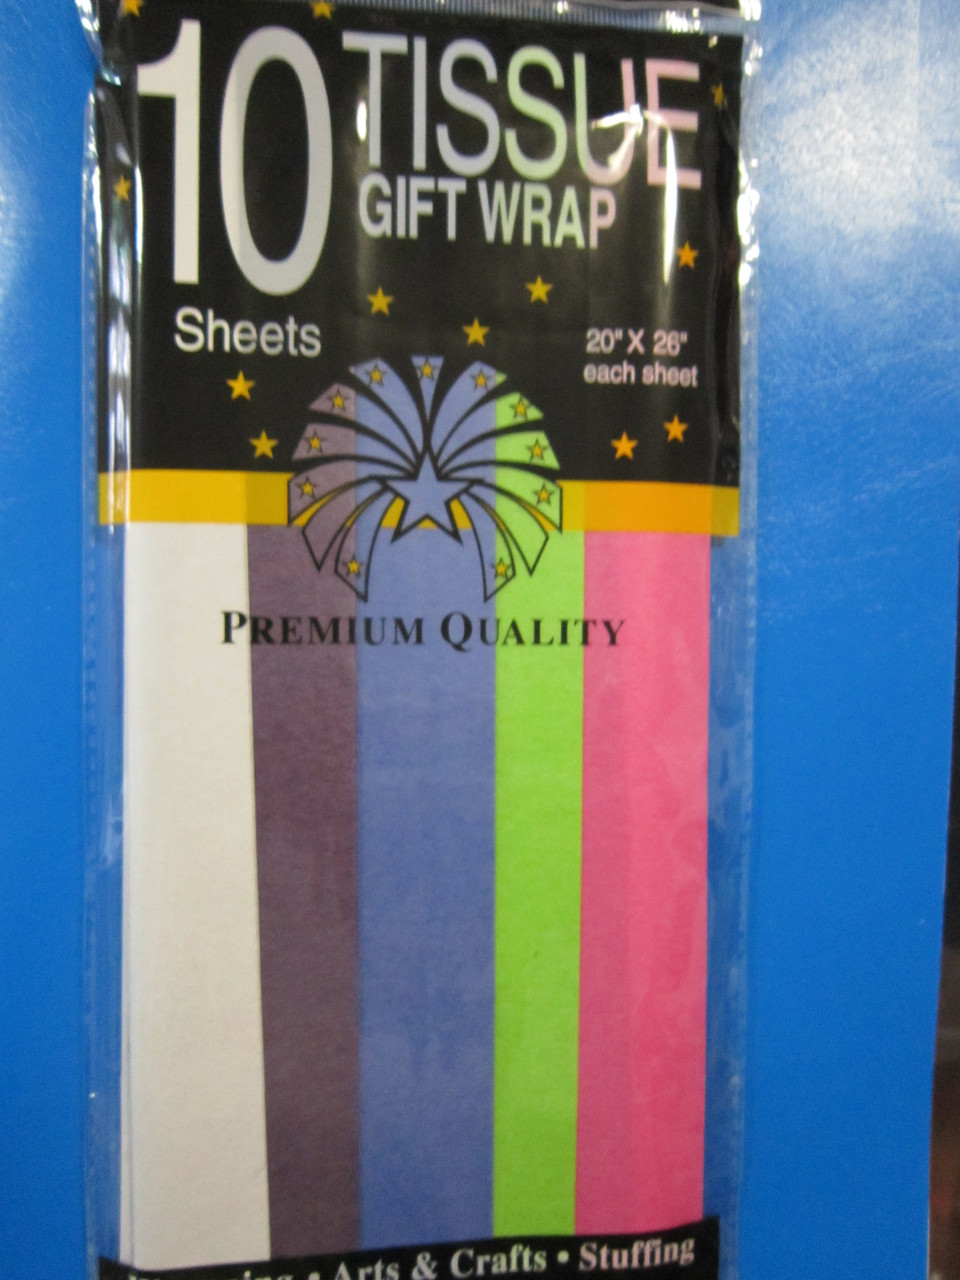 10 TISSUE
GIFT WRAP
Sheets
20" X 26"
each sheet
PREMIUM QUALITY
• Arts & Crafts • Stuffing